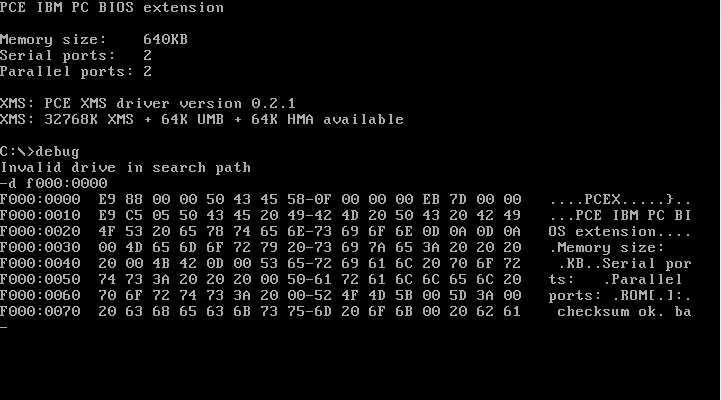 PCE IBM PC BIOS extension
Memory size:    640KB
Serial ports:   2
Parallel ports: 2
XMS: PCE XMS driver version 0.2.1
XMS: 32768K XMS + 64K UMB + 64K HMA available
C:\>debug
Invalid drive in search path
-d f000:0000
F000:0000  E9 88 00 00 50 43 45 58-0F 00 00 00 EB 7D 00 00   ....PCEX.....}..
F000:0010  E9 C5 05 50 43 45 20 49-42 4D 20 50 43 20 42 49   ...PCE IBM PC BI
F000:0020  4F 53 20 65 78 74 65 6E-73 69 6F 6E 0D 0A 0D 0A   OS extension....
F000:0030  00 4D 65 6D 6F 72 79 20-73 69 7A 65 3A 20 20 20   .Memory size:
F000:0040  20 00 4B 42 0D 00 53 65-72 69 61 6C 20 70 6F 72    .KB..Serial por
F000:0050  74 73 3A 20 20 20 00 50-61 72 61 6C 6C 65 6C 20   ts:   .Parallel
F000:0060  70 6F 72 74 73 3A 20 00-52 4F 4D 5B 00 5D 3A 00   ports: .ROM[.]:.
F000:0070  20 63 68 65 63 6B 73 75-6D 20 6F 6B 00 20 62 61    checksum ok. ba
-